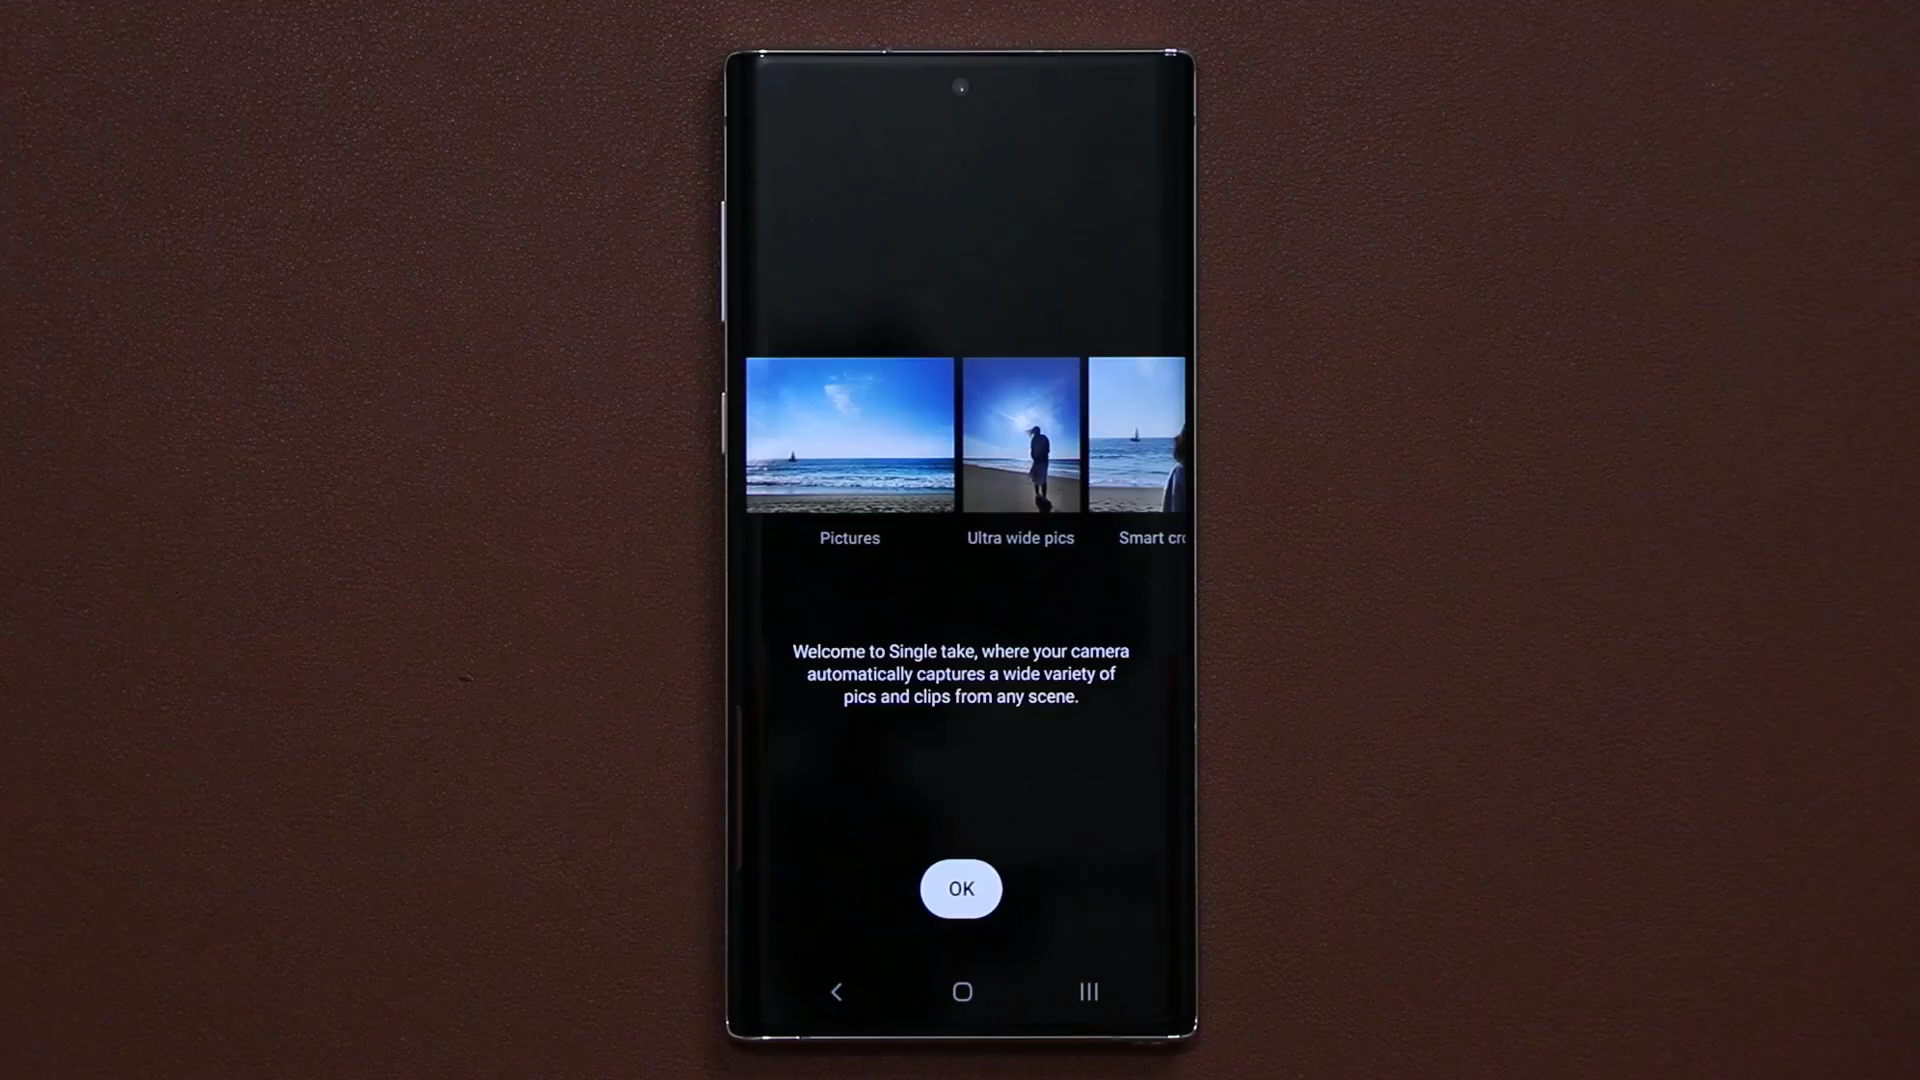 Pictures
Ultra wide pics
Smart
Welcome to Single take, where your camera
automatically captures a wide variety of
pics and clips from any scene.
OK